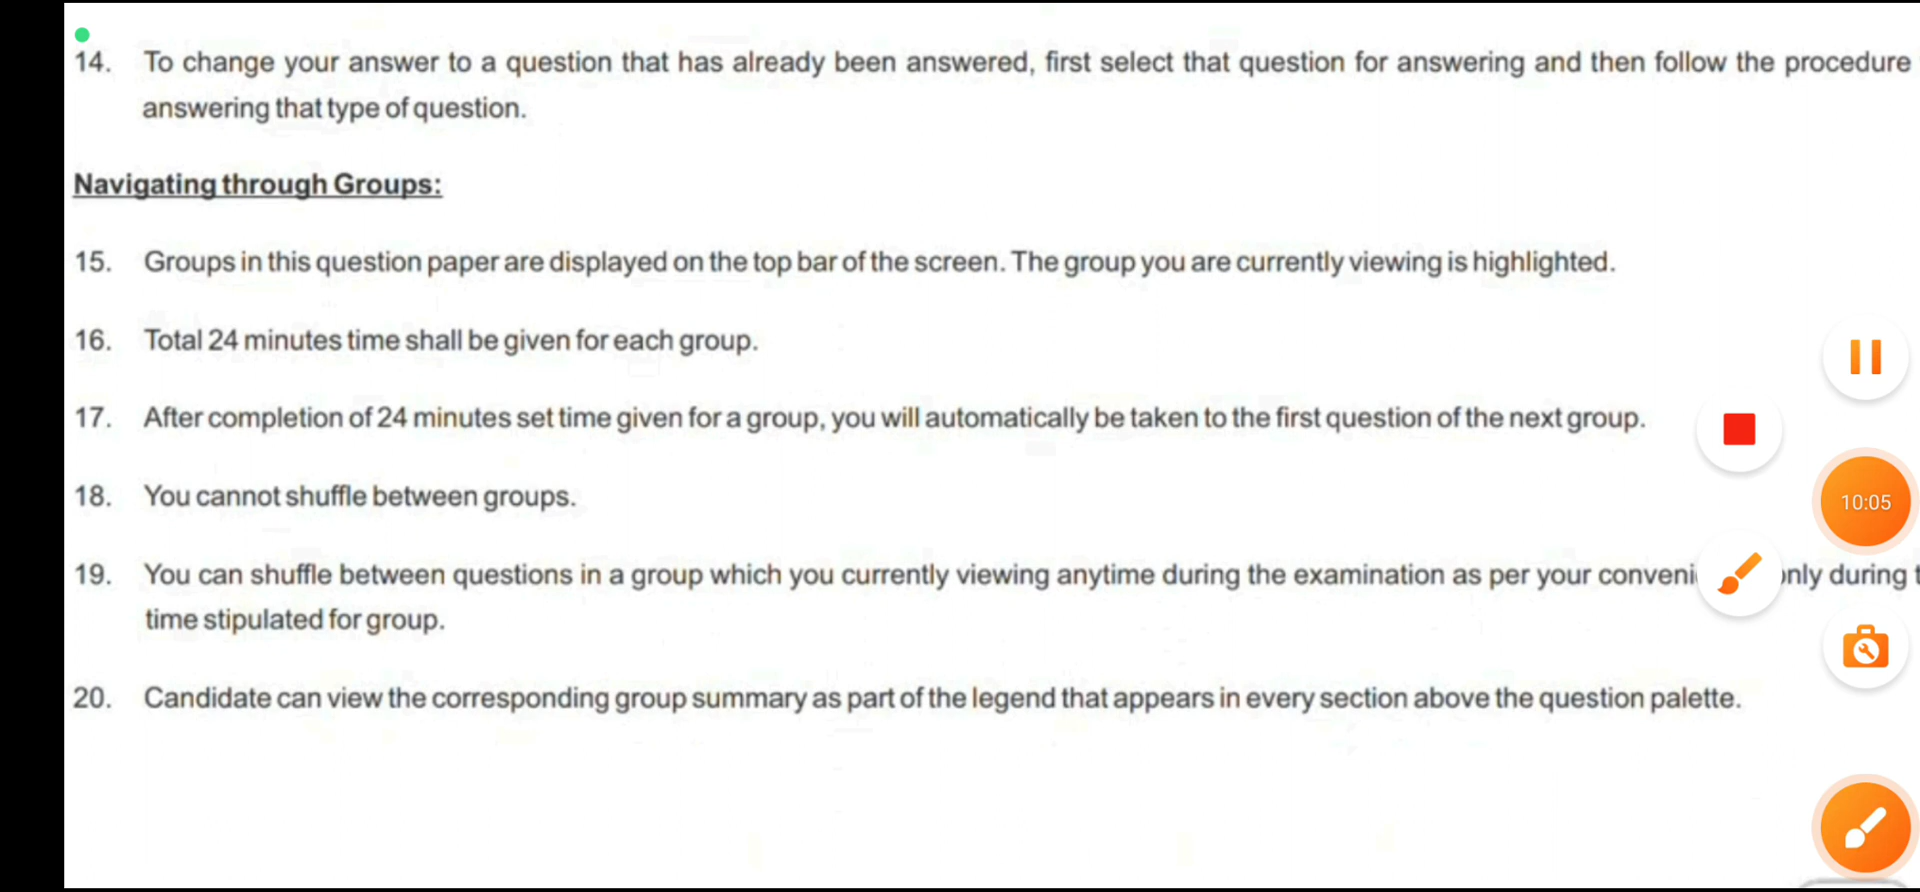 14. To change your answer to a question that has already been answered, first select that question for answering and then follow the procedure
answering that type of question.
Navigating through Groups:
15. Groups in this question paper are displayed on the top bar of the screen. The group you are currently viewing is highlighted.
16. Total 24 minutes time shall be given for each group.
17. After completion of 24 minutes set time given for a group, you will automatically be taken to the first question of the next group.
18. You cannot shuffle between groups.
10:05
19. You can shuffle between questions in a group which you currently viewing anytime during the examination as per your during
time stipulated for group.
20. Candidate can view the corresponding group summary as part of the legend that appears in every section above the question palette.